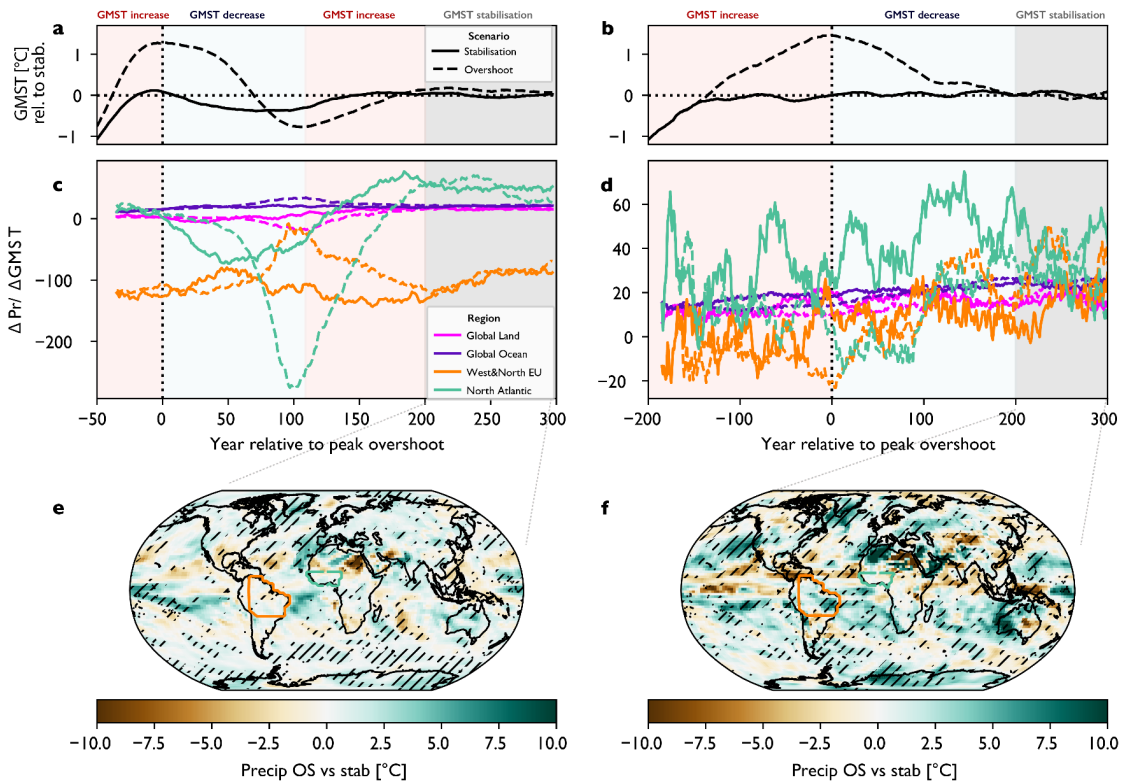 GMST increase GMST decrease GMST increase GMST stabilisation
GMST increase GMST decrease GMST stabilisation
a
b
GMST [°C]
rel. to stab.
1
0
−1
Scenario
Stabilisation
Overshoot
1
0
−1
c
d
Δ Pr/ ΔGMST
0
−100
−200
Region
Global Land
Global Ocean
West&North EU
North Atlantic
60
40
20
0
−20
−50 0 50 100 150 200 250 300
−200 −100 0 100 200 300
Year relative to peak overshoot
Year relative to peak overshoot
e
f
−10.0 −7.5 −5.0 −2.5 0.0 2.5 5.0 7.5 10.0
−10.0 −7.5 −5.0 −2.5 0.0 2.5 5.0 7.5 10.0
Precip OS vs stab [°C]
Precip OS vs stab [°C]